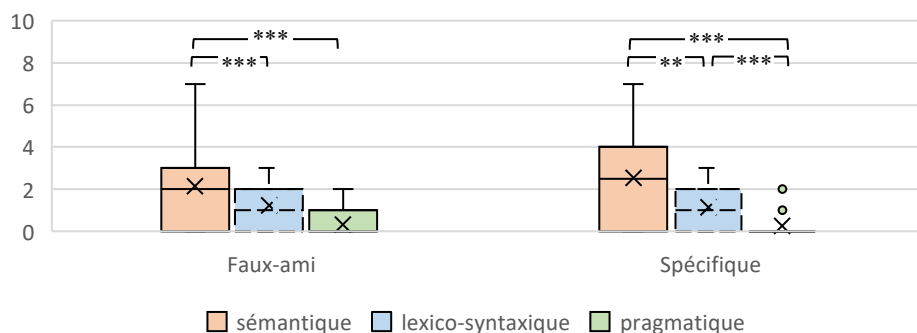 10
*** ***
8
*** ** ***
6
4
2
0
Faux-ami Spécifique
sémantique lexico-syntaxique pragmatique